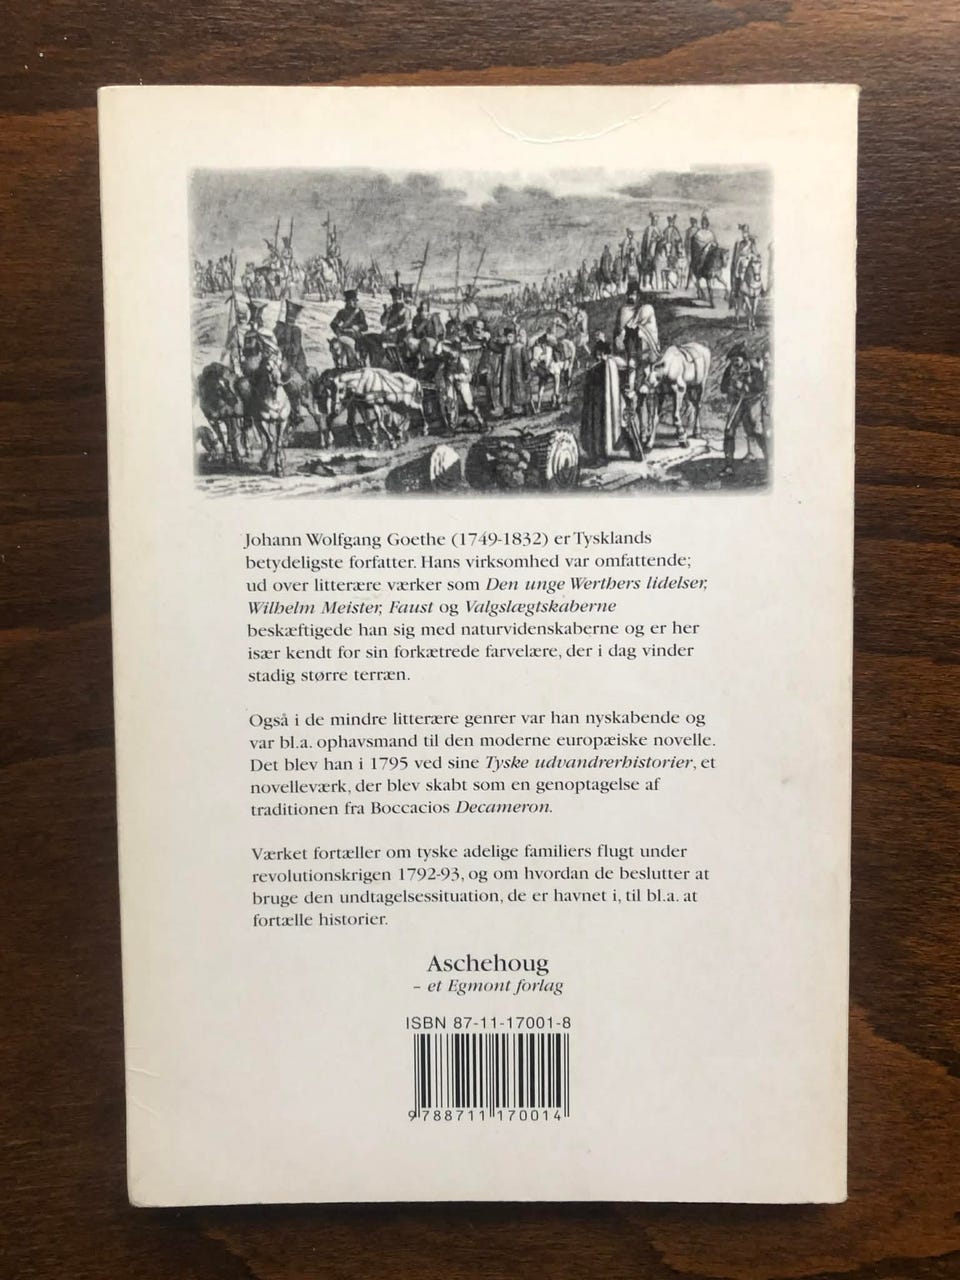 Johann Wolfgang Goethe (1749-1832) er Tysklands
betydeligste forfatter. Hans virksomhed var omfattende;
ud over litterære værker som Den unge Werthers lidelser,
Wilhelm Meister, Faust og Valgslægtskaberne
beskæftigede han sig med naturvidenskaberne og er her
især kendt for sin forkætrede farvelære, der i dag vinder
stadig større terræn.
Også i de mindre litterære genrer var han nyskabende og
var bl.a. ophavsmand til den moderne europæiske novelle.
Det blev han i 1795 ved sine Tyske udvandrerhistorier, et
novelleværk, der blev skabt som en genoptagelse af
traditionen fra Boccacios Decameron.
Værket fortæller om tyske adelige familiers flugt under
revolutionskrigen 1792-93, og om hvordan de beslutter at
bruge den undtagelsessituation, de er havnet i, til bl.a. at
fortælle historier.
Aschehoug
– et Egmont forlag
ISBN 87-11-17001-8
9 788711 170014